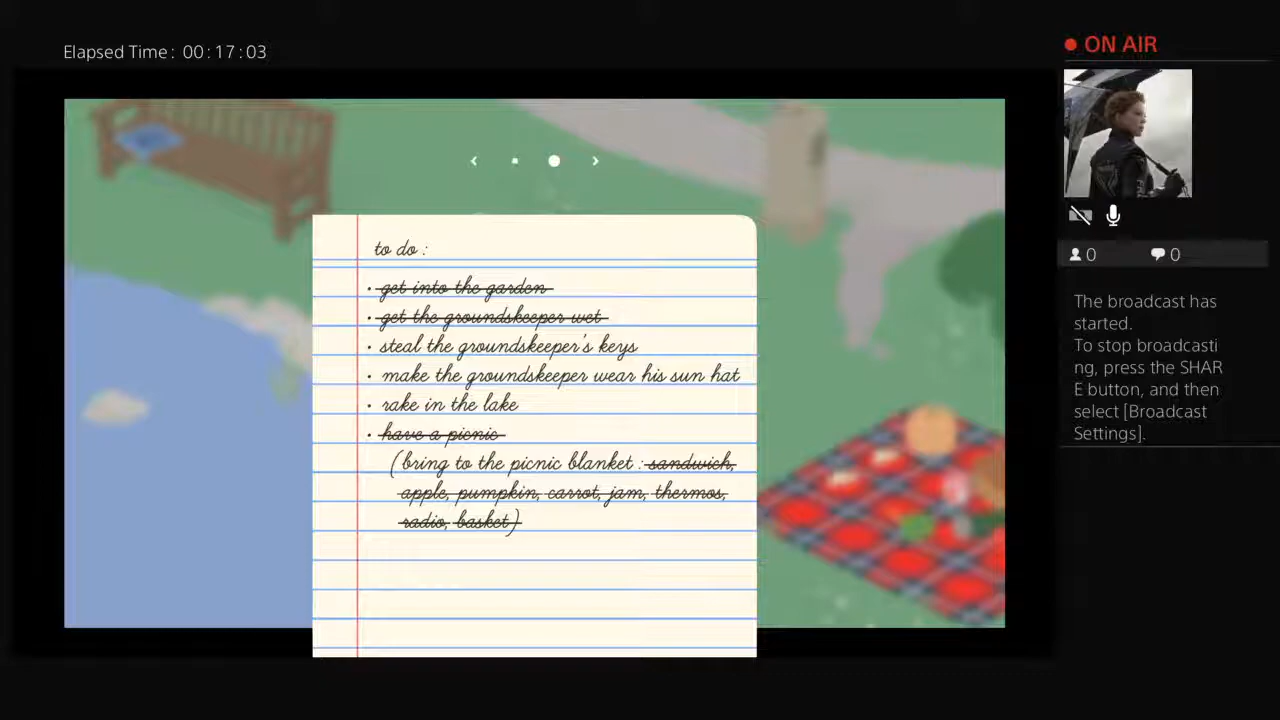 Elapsed Time: 00:17:03
ON AIR
to do :
· get into the garden
· get the groundskeeper wet
· steal the groundskeeper's keys
· make the groundskeeper wear his sun hat
· rake in the lake
· have a picnic
(bring to the picnic blanket : sandwich,
apple, pumpkin, carrot, jam, thermos,
radio, basket)
0
0
The broadcast has
started.
To stop broadcasti
ng, press the SHAR
E button, and then
select [Broadcast
Settings].